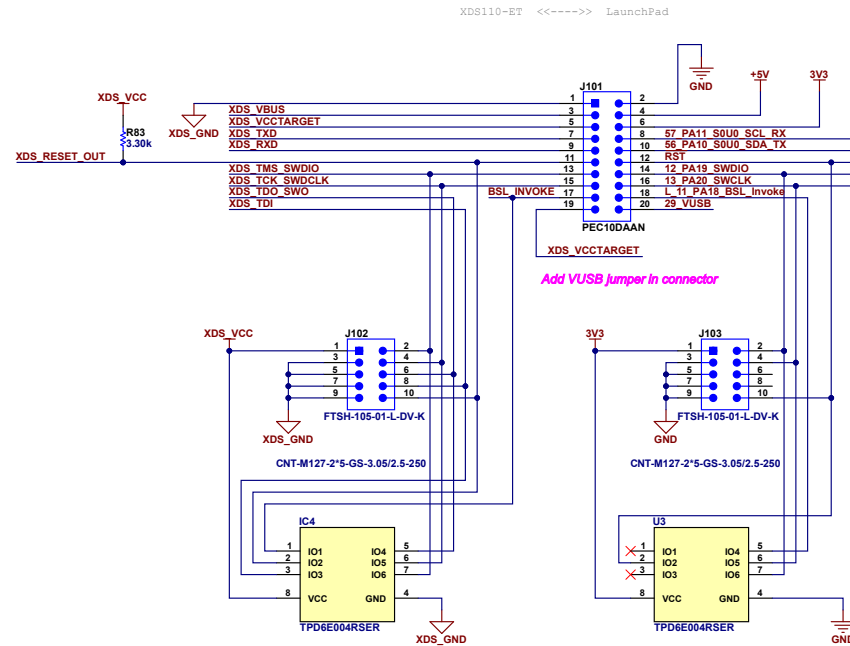 XDS110-ET <<---->> LaunchPad
J101
+5V
3V3
GND
XDS_VCC
1 2
XDS_VBUS 3 4
XDS_VCCTARGET 5 6
XDS_GND
R83
3.30k
XDS_TXD 7 8 57_PA11_S0U0_SCL_RX
XDS_RXD 9 10 56_PA10_S0U0_SDA_TX
XDS_RESET_OUT 11 12 RST
XDS_TMS_SWDIO 13 14 12_PA19_SWDIO
XDS_TCK_SWDCLK 15 16 13_PA20_SWCLK
XDS_TDO_SWO BSL_INVOKE 17 18 L_11_PA18_BSL_Invoke
XDS_TDI 19 20 29_VUSB
PEC10DAAN
XDS_VCCTARGET
Add VUSB jumper in connector
XDS_VCC J102
1 2
3 4
5 6
7 8
9 10
FTSH-105-01-L-DV-K
XDS_GND
CNT-M127-2*5-GS-3.05/2.5-250
3V3 J103
1 2
3 4
5 6
7 8
9 10
FTSH-105-01-L-DV-K
GND
CNT-M127-2*5-GS-3.05/2.5-250
IC4
1 IO1 IO4 5
2 IO2 IO5 6
3 IO3 IO6 7
8 VCC GND 4
TPD6E004RSER
XDS_GND
U3
1 IO1 IO4 5
2 IO2 IO5 6
3 IO3 IO6 7
8 VCC GND 4
TPD6E004RSER
GND